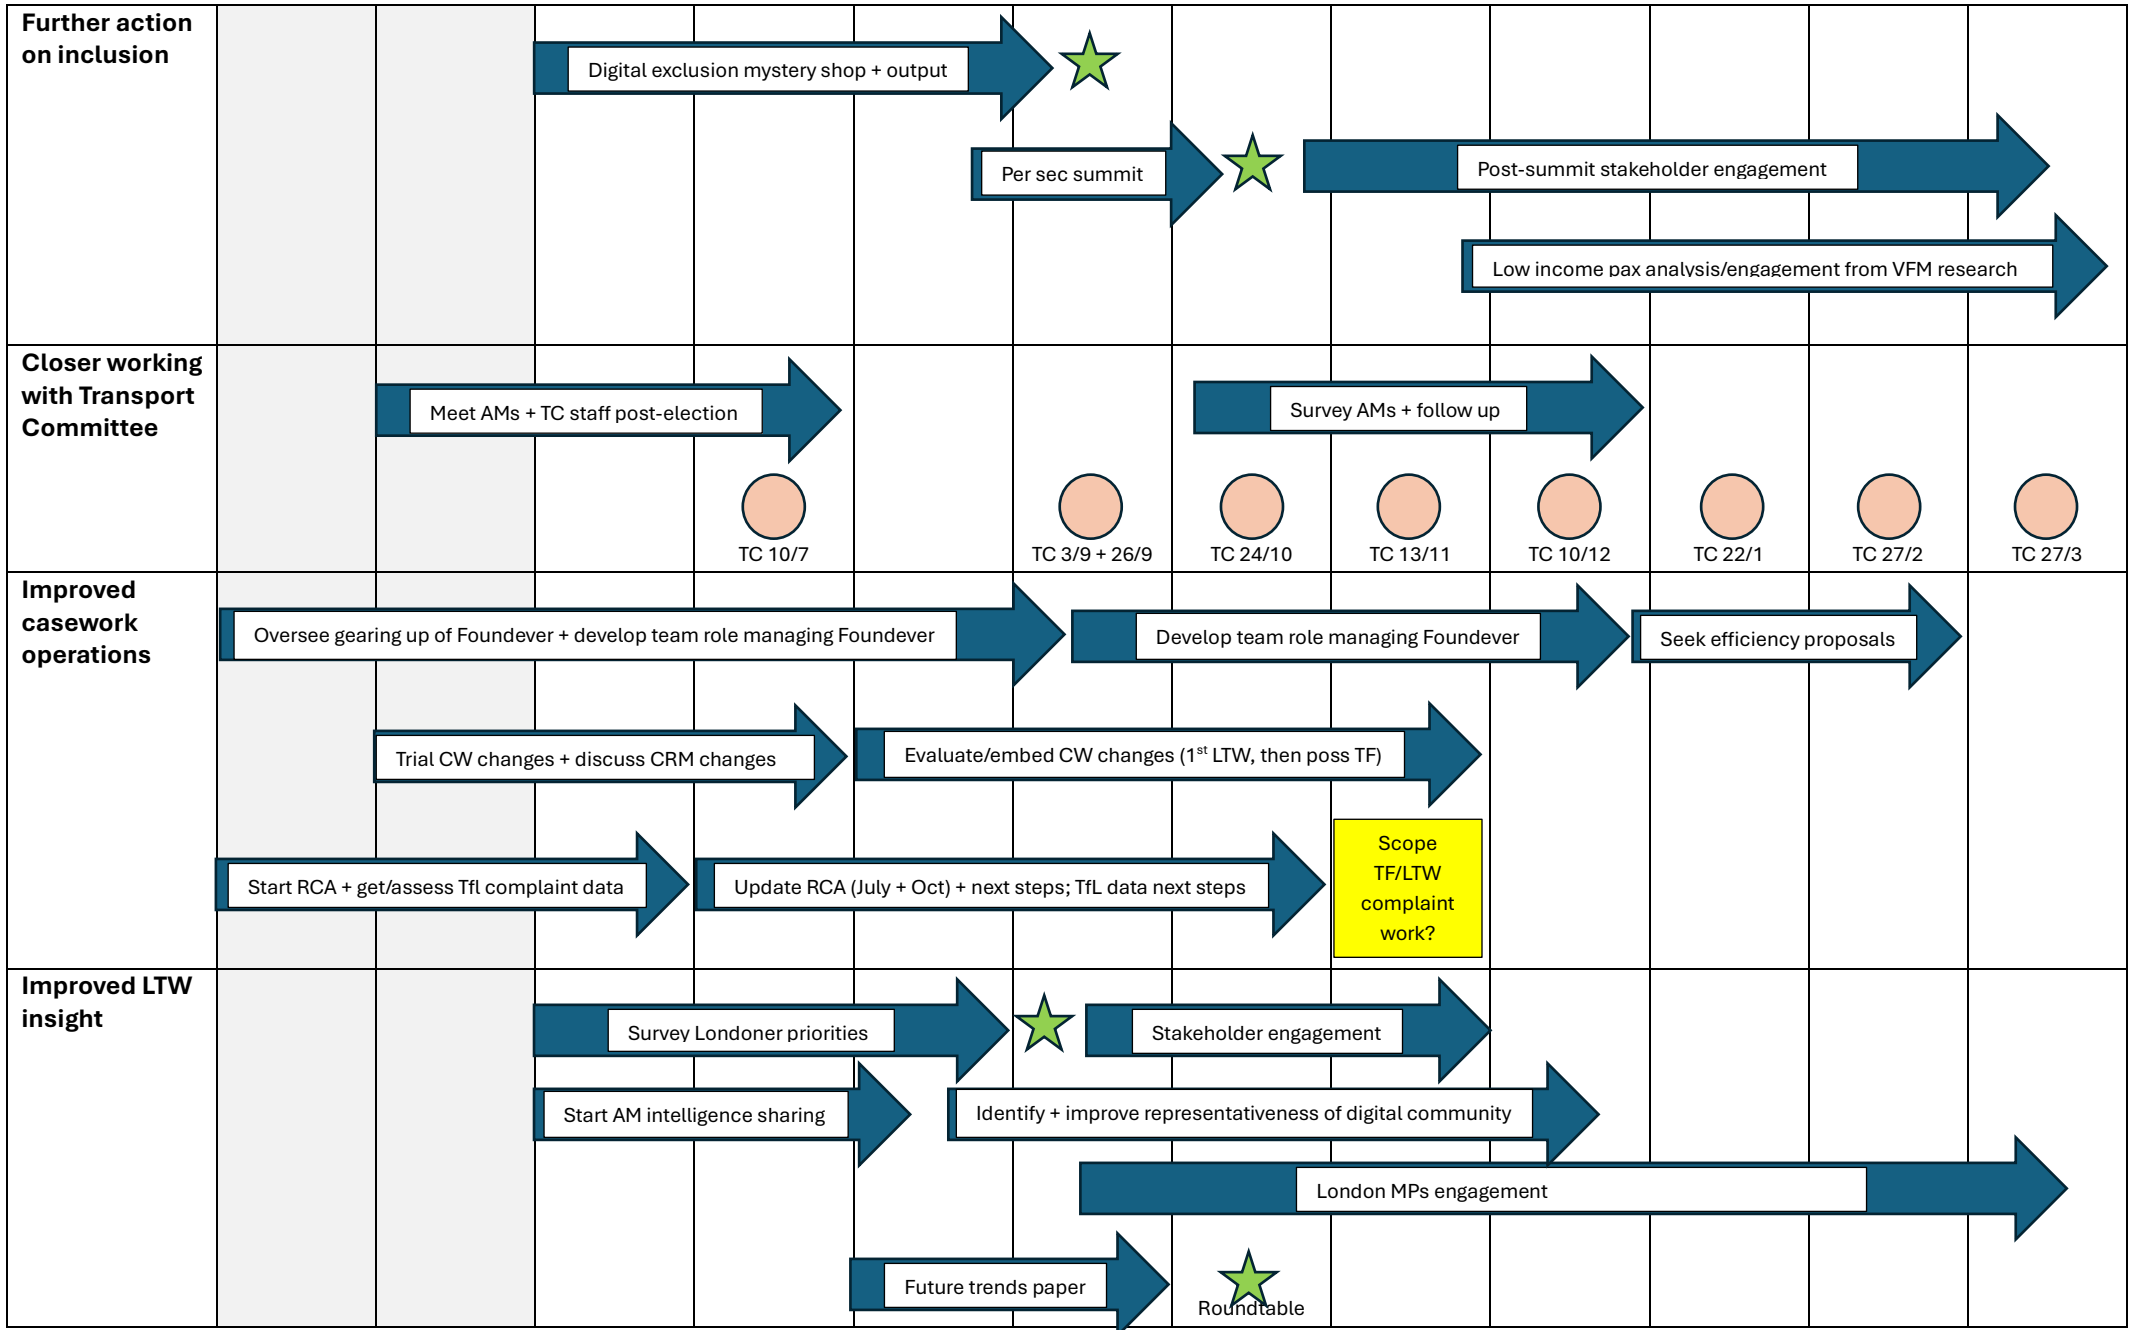 Further action
on inclusion
Digital exclusion mystery shop + output
Per sec summit
Post-summit stakeholder engagement
Low income pax analysis/engagement from VFM research
Closer working
with Transport
Committee
Meet AMs + TC staff post-election
Survey AMs + follow up
TC 10/7
TC 3/9 + 26/9
TC 24/10
TC 13/11
TC 10/12
TC 22/1
TC 27/2
TC 27/3
Improved
casework
operations
Oversee gearing up of Foundever + develop team role managing Foundever
Develop team role managing Foundever
Seek efficiency proposals
Trial CW changes + discuss CRM changes
Evaluate/embed CW changes (1st LTW, then poss TF)
Start RCA + get/assess Tfl complaint data
Update RCA (July + Oct) + next steps; TfL data next steps
Scope
TF/LTW
complaint
work?
Improved LTW
insight
Survey Londoner priorities
Stakeholder engagement
Start AM intelligence sharing
Identify + improve representativeness of digital community
London MPs engagement
Future trends paper
Roundtable